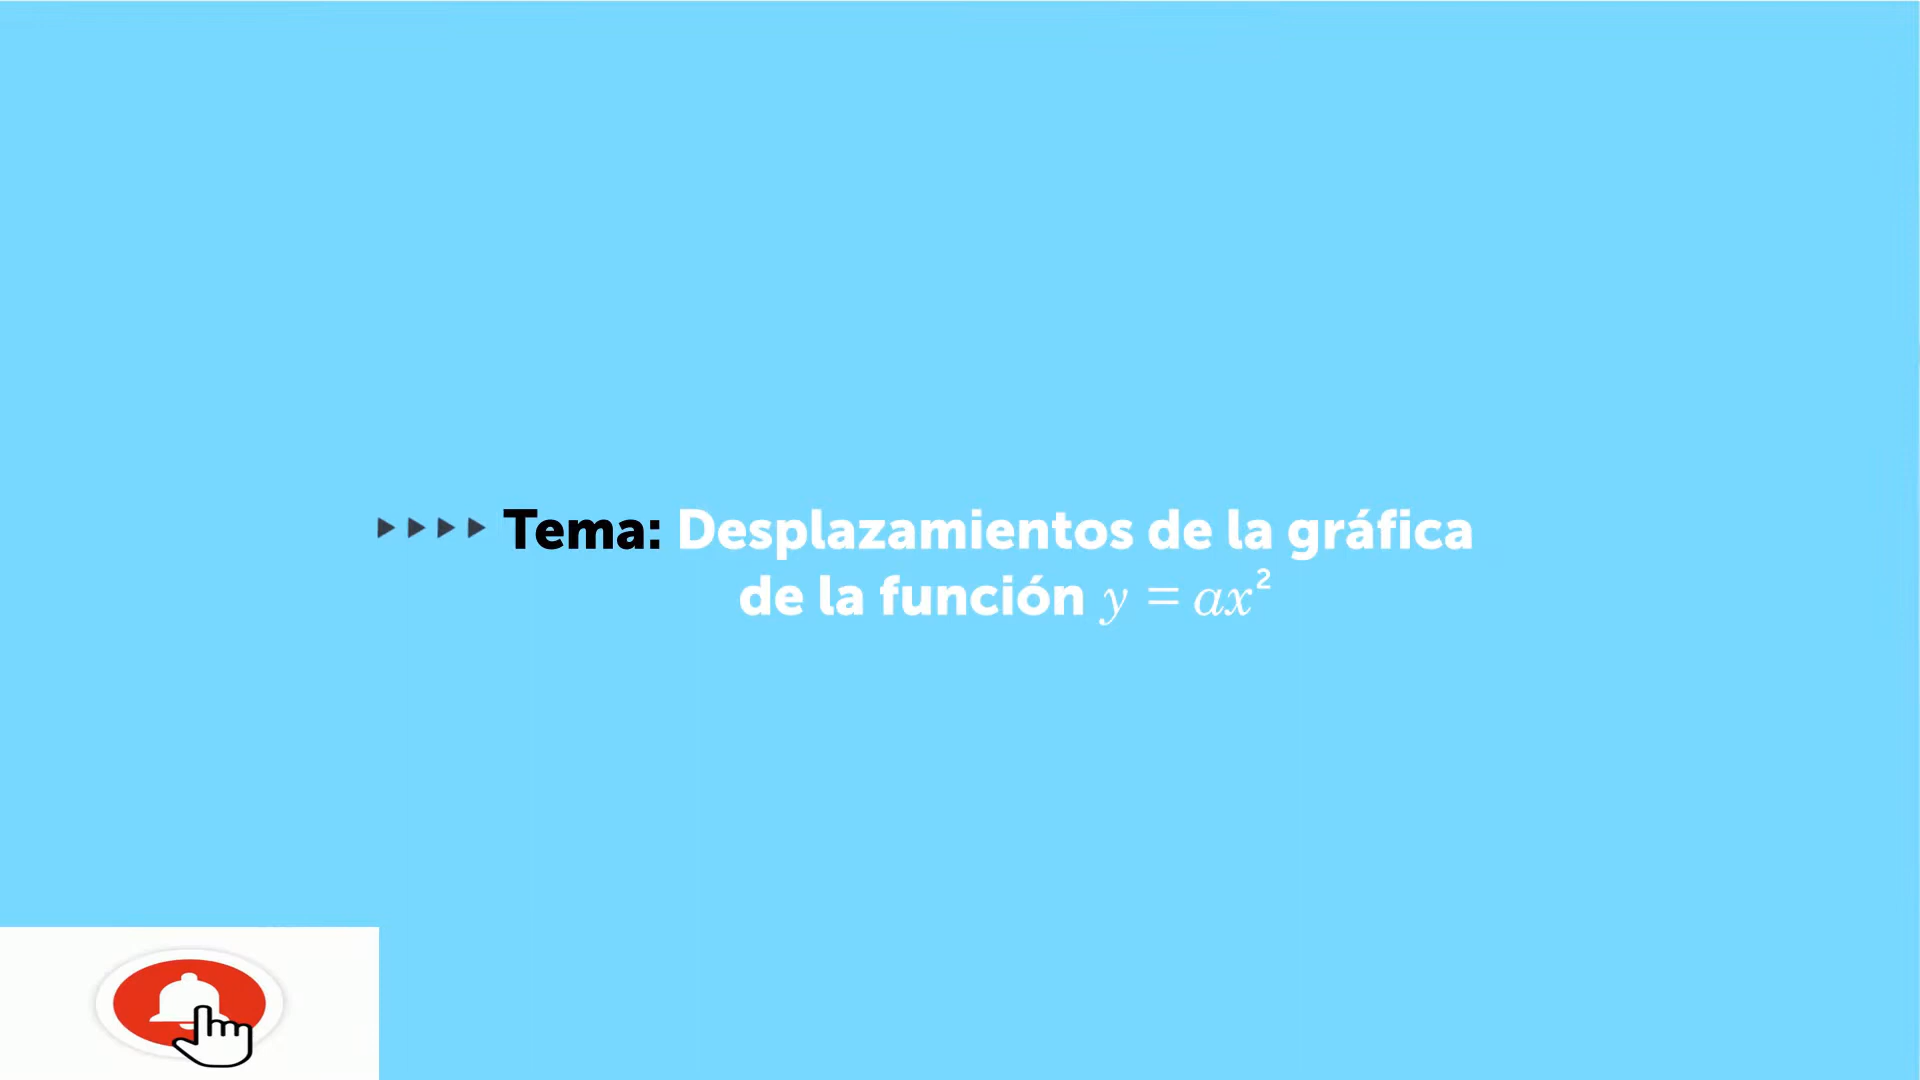 Tema: Desplazamientos de la gráfica
de la función y = ax²